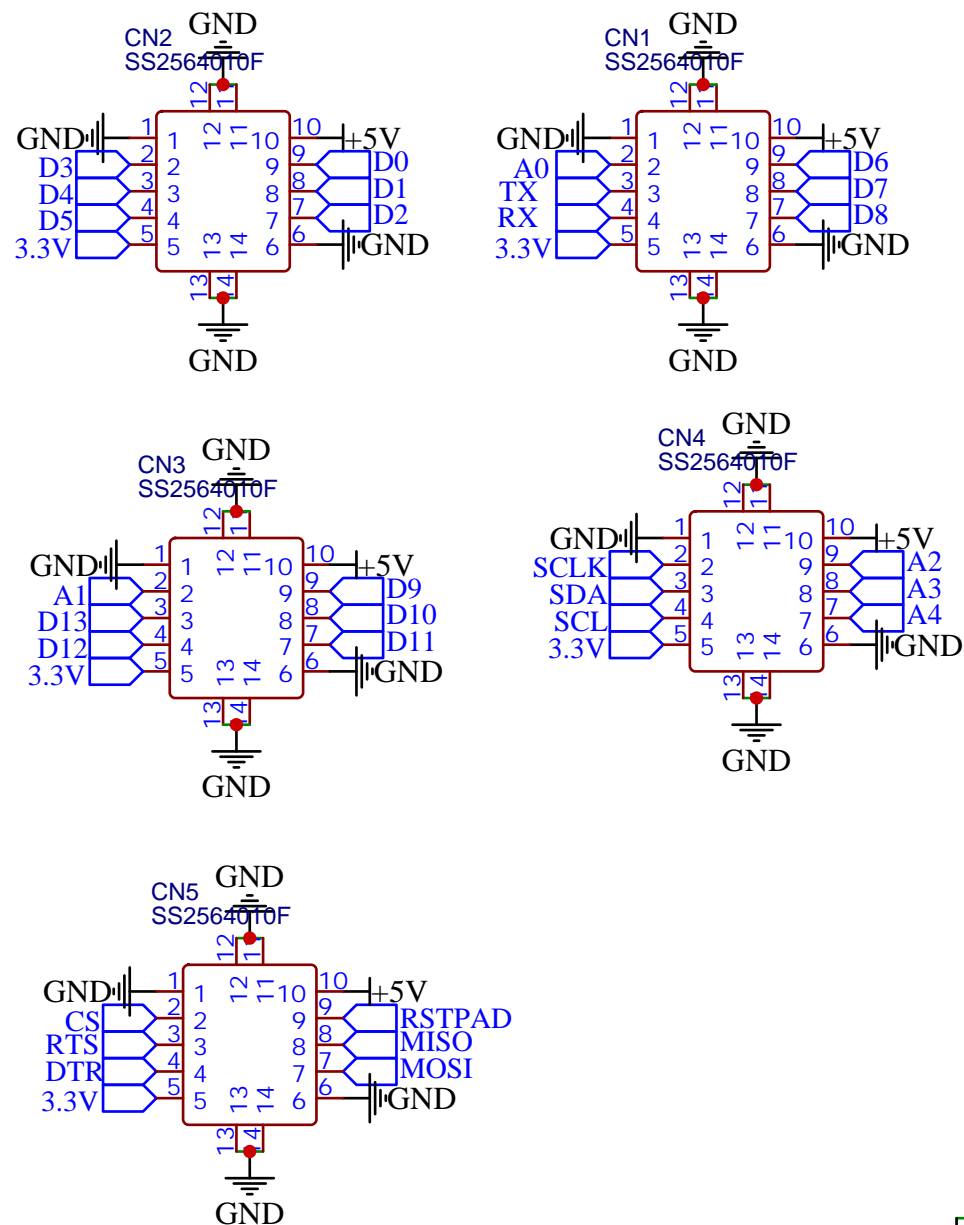 GND
CN2
SS2564010F
12 11
GND 1 1 12 11 10 10 +5V
D3 2 2 9 9 D0
D4 3 3 8 8 D1
D5 4 4 7 7 D2
3.3V 5 5 13 14 6 6 GND
13 14
GND
GND
CN1
SS2564010F
12 11
GND 1 1 12 11 10 10 +5V
A0 2 2 9 9 D6
TX 3 3 8 8 D7
RX 4 4 7 7 D8
3.3V 5 5 13 14 6 6 GND
13 14
GND
GND
CN3
SS2564010F
12 11
GND 1 1 12 11 10 10 +5V
A1 2 2 9 9 D9
D13 3 3 8 8 D10
D12 4 4 7 7 D11
3.3V 5 5 13 14 6 6 GND
13 14
GND
GND
CN4
SS2564010F
12 11
GND 1 1 12 11 10 10 +5V
SCLK 2 2 9 9 A2
SDA 3 3 8 8 A3
SCL 4 4 7 7 A4
3.3V 5 5 13 14 6 6 GND
13 14
GND
GND
CN5
SS2564010F
12 11
GND 1 1 12 11 10 10 +5V
CS 2 2 9 9 RSTPAD
RTS 3 3 8 8 MISO
DTR 4 4 7 7 MOSI
3.3V 5 5 13 14 6 6 GND
13 14
GND